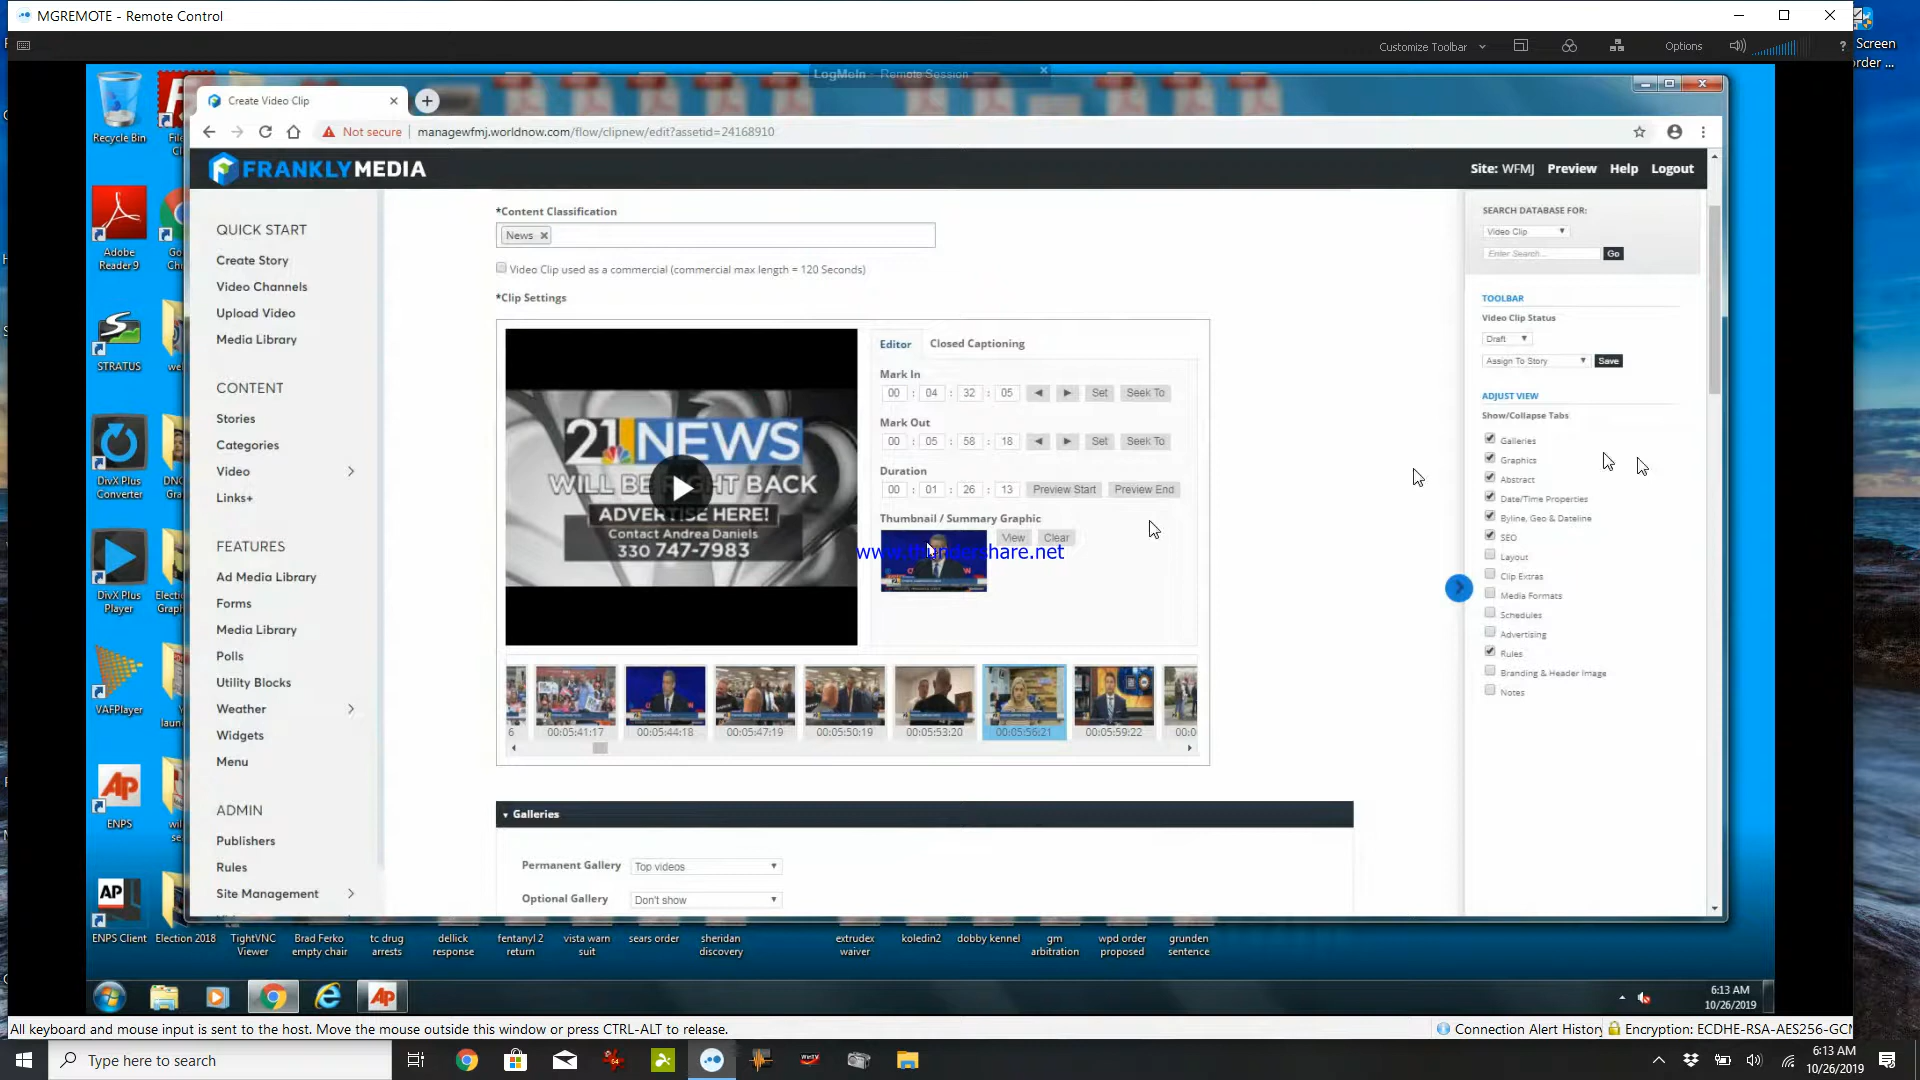 MGREMOTE - Remote Control
Screen
order ...
Customize Toolbar
Options
?
LogMeIn - Remote Session
Create Video Clip
Not secure | managewfmj.worldnow.com/flow/clipnew/edit?assetid=24168910
FRANKLYMEDIA
Site: WFMJ Preview Help Logout
Recycle Bin
Adobe Reader 9
STRATUS
DivX Plus Converter
DivX Plus Player
VAFPlayer
ENPS
AP
ENPS Client
QUICK START
Create Story
Video Channels
Upload Video
Media Library
CONTENT
Stories
Categories
Video
Links+
FEATURES
Ad Media Library
Forms
Media Library
Polls
Utility Blocks
Weather
Widgets
Menu
ADMIN
Publishers
Rules
Site Management
*Content Classification
News
Video Clip used as a commercial (commercial max length = 120 Seconds)
*Clip Settings
21 NEWS
WILL BE RIGHT BACK
ADVERTISE HERE!
Contact Andrea Daniels
330 747-7983
Editor Closed Captioning
Mark In
00 : 04 : 32 : 05 Set Seek To
Mark Out
00 : 05 : 58 : 18 Set Seek To
Duration
00 : 01 : 26 : 13 Preview Start Preview End
Thumbnail / Summary Graphic
View Clear
www.thundershare.net
6 00:05:41:17 00:05:44:18 00:05:47:19 00:05:50:19 00:05:53:20 00:05:56:21 00:05:59:22 00:0
Galleries
Permanent Gallery Top videos
Optional Gallery Don't show
SEARCH DATABASE FOR:
Video Clip
Enter Search... Go
TOOLBAR
Video Clip Status
Draft
Assign To Story Save
ADJUST VIEW
Show/Collapse Tabs
Galleries
Graphics
Abstract
Date/Time Properties
Byline, Geo & Dateline
SEO
Layout
Clip Extras
Media Formats
Schedules
Advertising
Rules
Branding & Header Image
Notes
Election 2018
TightVNC Viewer
Brad Ferko empty chair
tc drug arrests
dellick response
fentanyl 2 return
vista warn suit
sears order
sheridan discovery
extrudex waiver
koledin2
dobby kennel
gm arbitration
wpd order proposed
grunden sentence
AP
6:13 AM
10/26/2019
All keyboard and mouse input is sent to the host. Move the mouse outside this window or press CTRL-ALT to release.
Connection Alert History Encryption: ECDHE-RSA-AES256-GCM
Type here to search
6:13 AM
10/26/2019